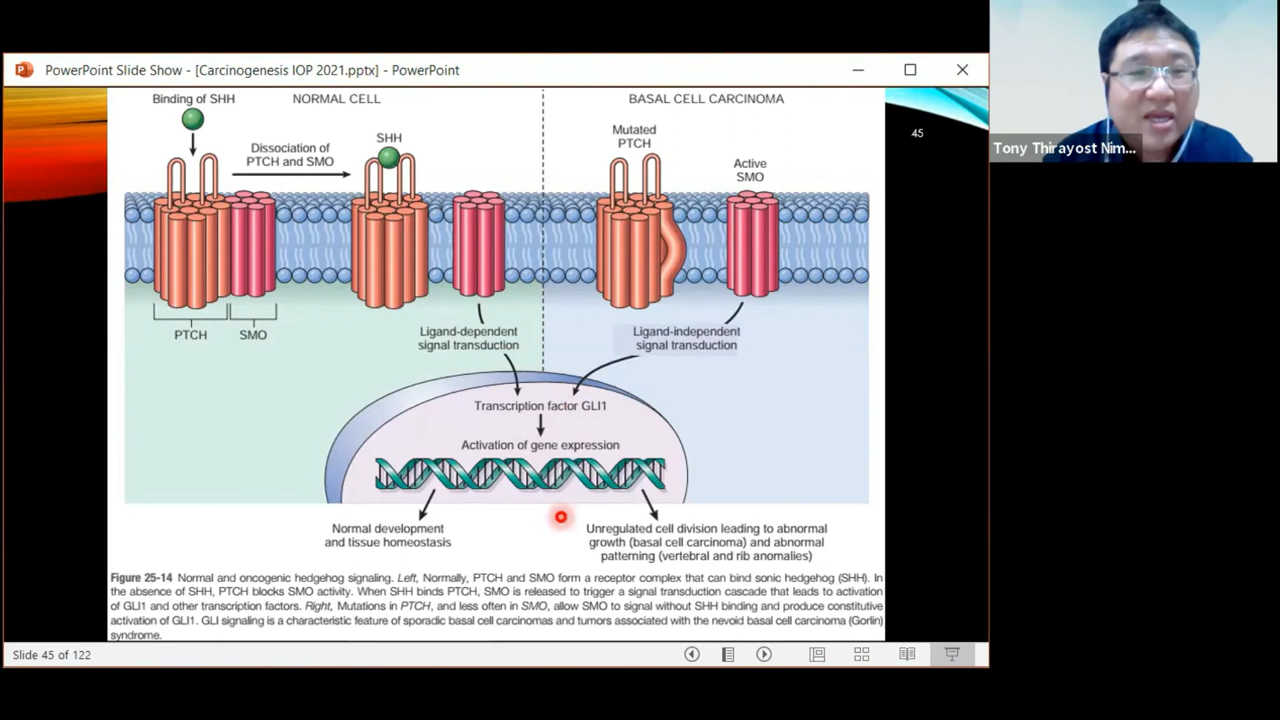 PowerPoint Slide Show - [Carcinogenesis IOP 2021.pptx] - PowerPoint
Tony Thirayost Nim...
45
Binding of SHH
NORMAL CELL
BASAL CELL CARCINOMA
Dissociation of
PTCH and SMO
SHH
Mutated
PTCH
Active
SMO
PTCH
SMO
Ligand-dependent
signal transduction
Ligand-independent
signal transduction
Transcription factor GLI1
Activation of gene expression
Normal development
and tissue homeostasis
Unregulated cell division leading to abnormal
growth (basal cell carcinoma) and abnormal
patterning (vertebral and rib anomalies)
Figure 25-14 Normal and oncogenic hedgehog signaling. Left, Normally, PTCH and SMO form a receptor complex that can bind sonic hedgehog (SHH). In
the absence of SHH, PTCH blocks SMO activity. When SHH binds PTCH, SMO is released to trigger a signal transduction cascade that leads to activation
of GLI1 and other transcription factors. Right, Mutations in PTCH, and less often in SMO, allow SMO to signal without SHH binding and produce constitutive
activation of GLI1. GLI signaling is a characteristic feature of sporadic basal cell carcinomas and tumors associated with the nevoid basal cell carcinoma (Gorlin)
syndrome.
Slide 45 of 122